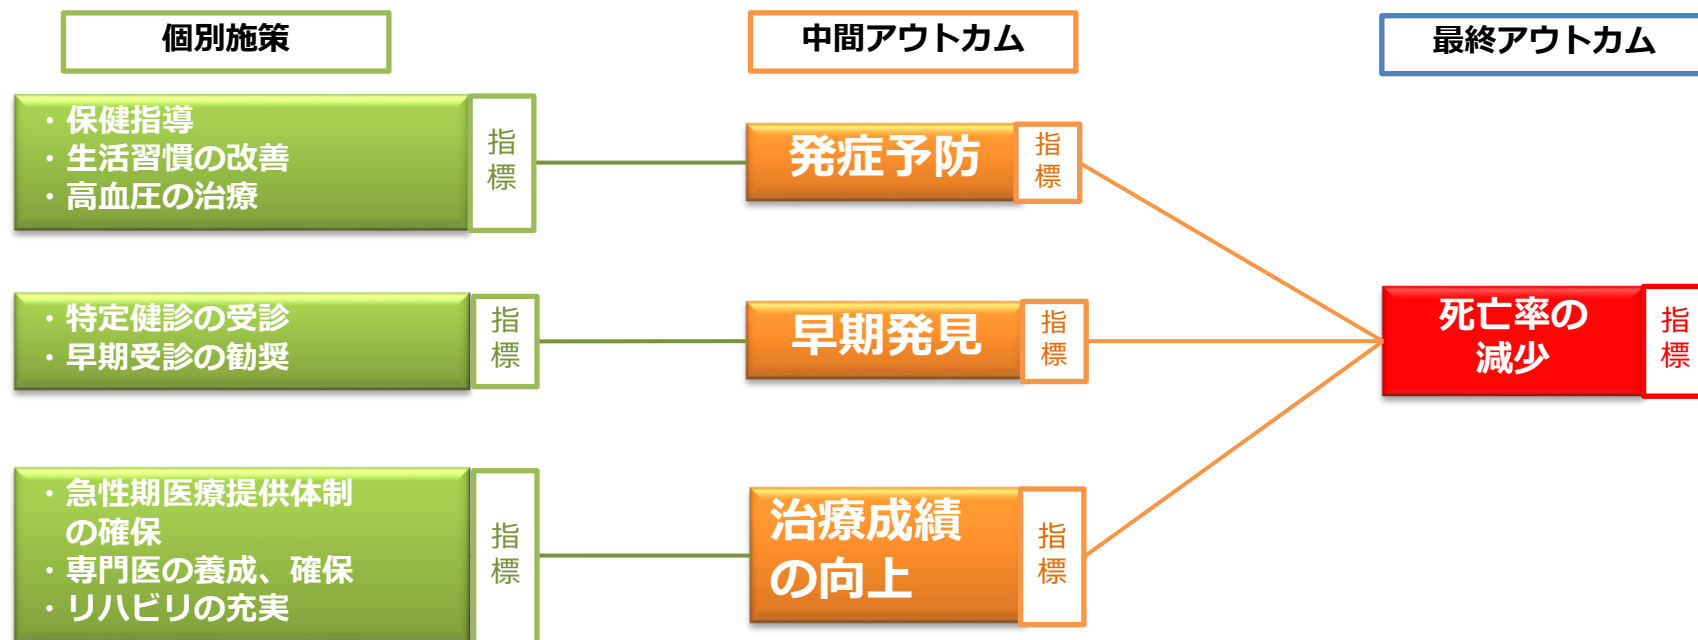 個別施策
中間アウトカム
最終アウトカム
・保健指導
・生活習慣の改善
・高血圧の治療
指
標
発症予防
指
標
・特定健診の受診
・早期受診の勧奨
指
標
早期発見
指
標
死亡率の
減少
指
標
・急性期医療提供体制
の確保
・専門医の養成、確保
・リハビリの充実
指
標
治療成績
の向上
指
標